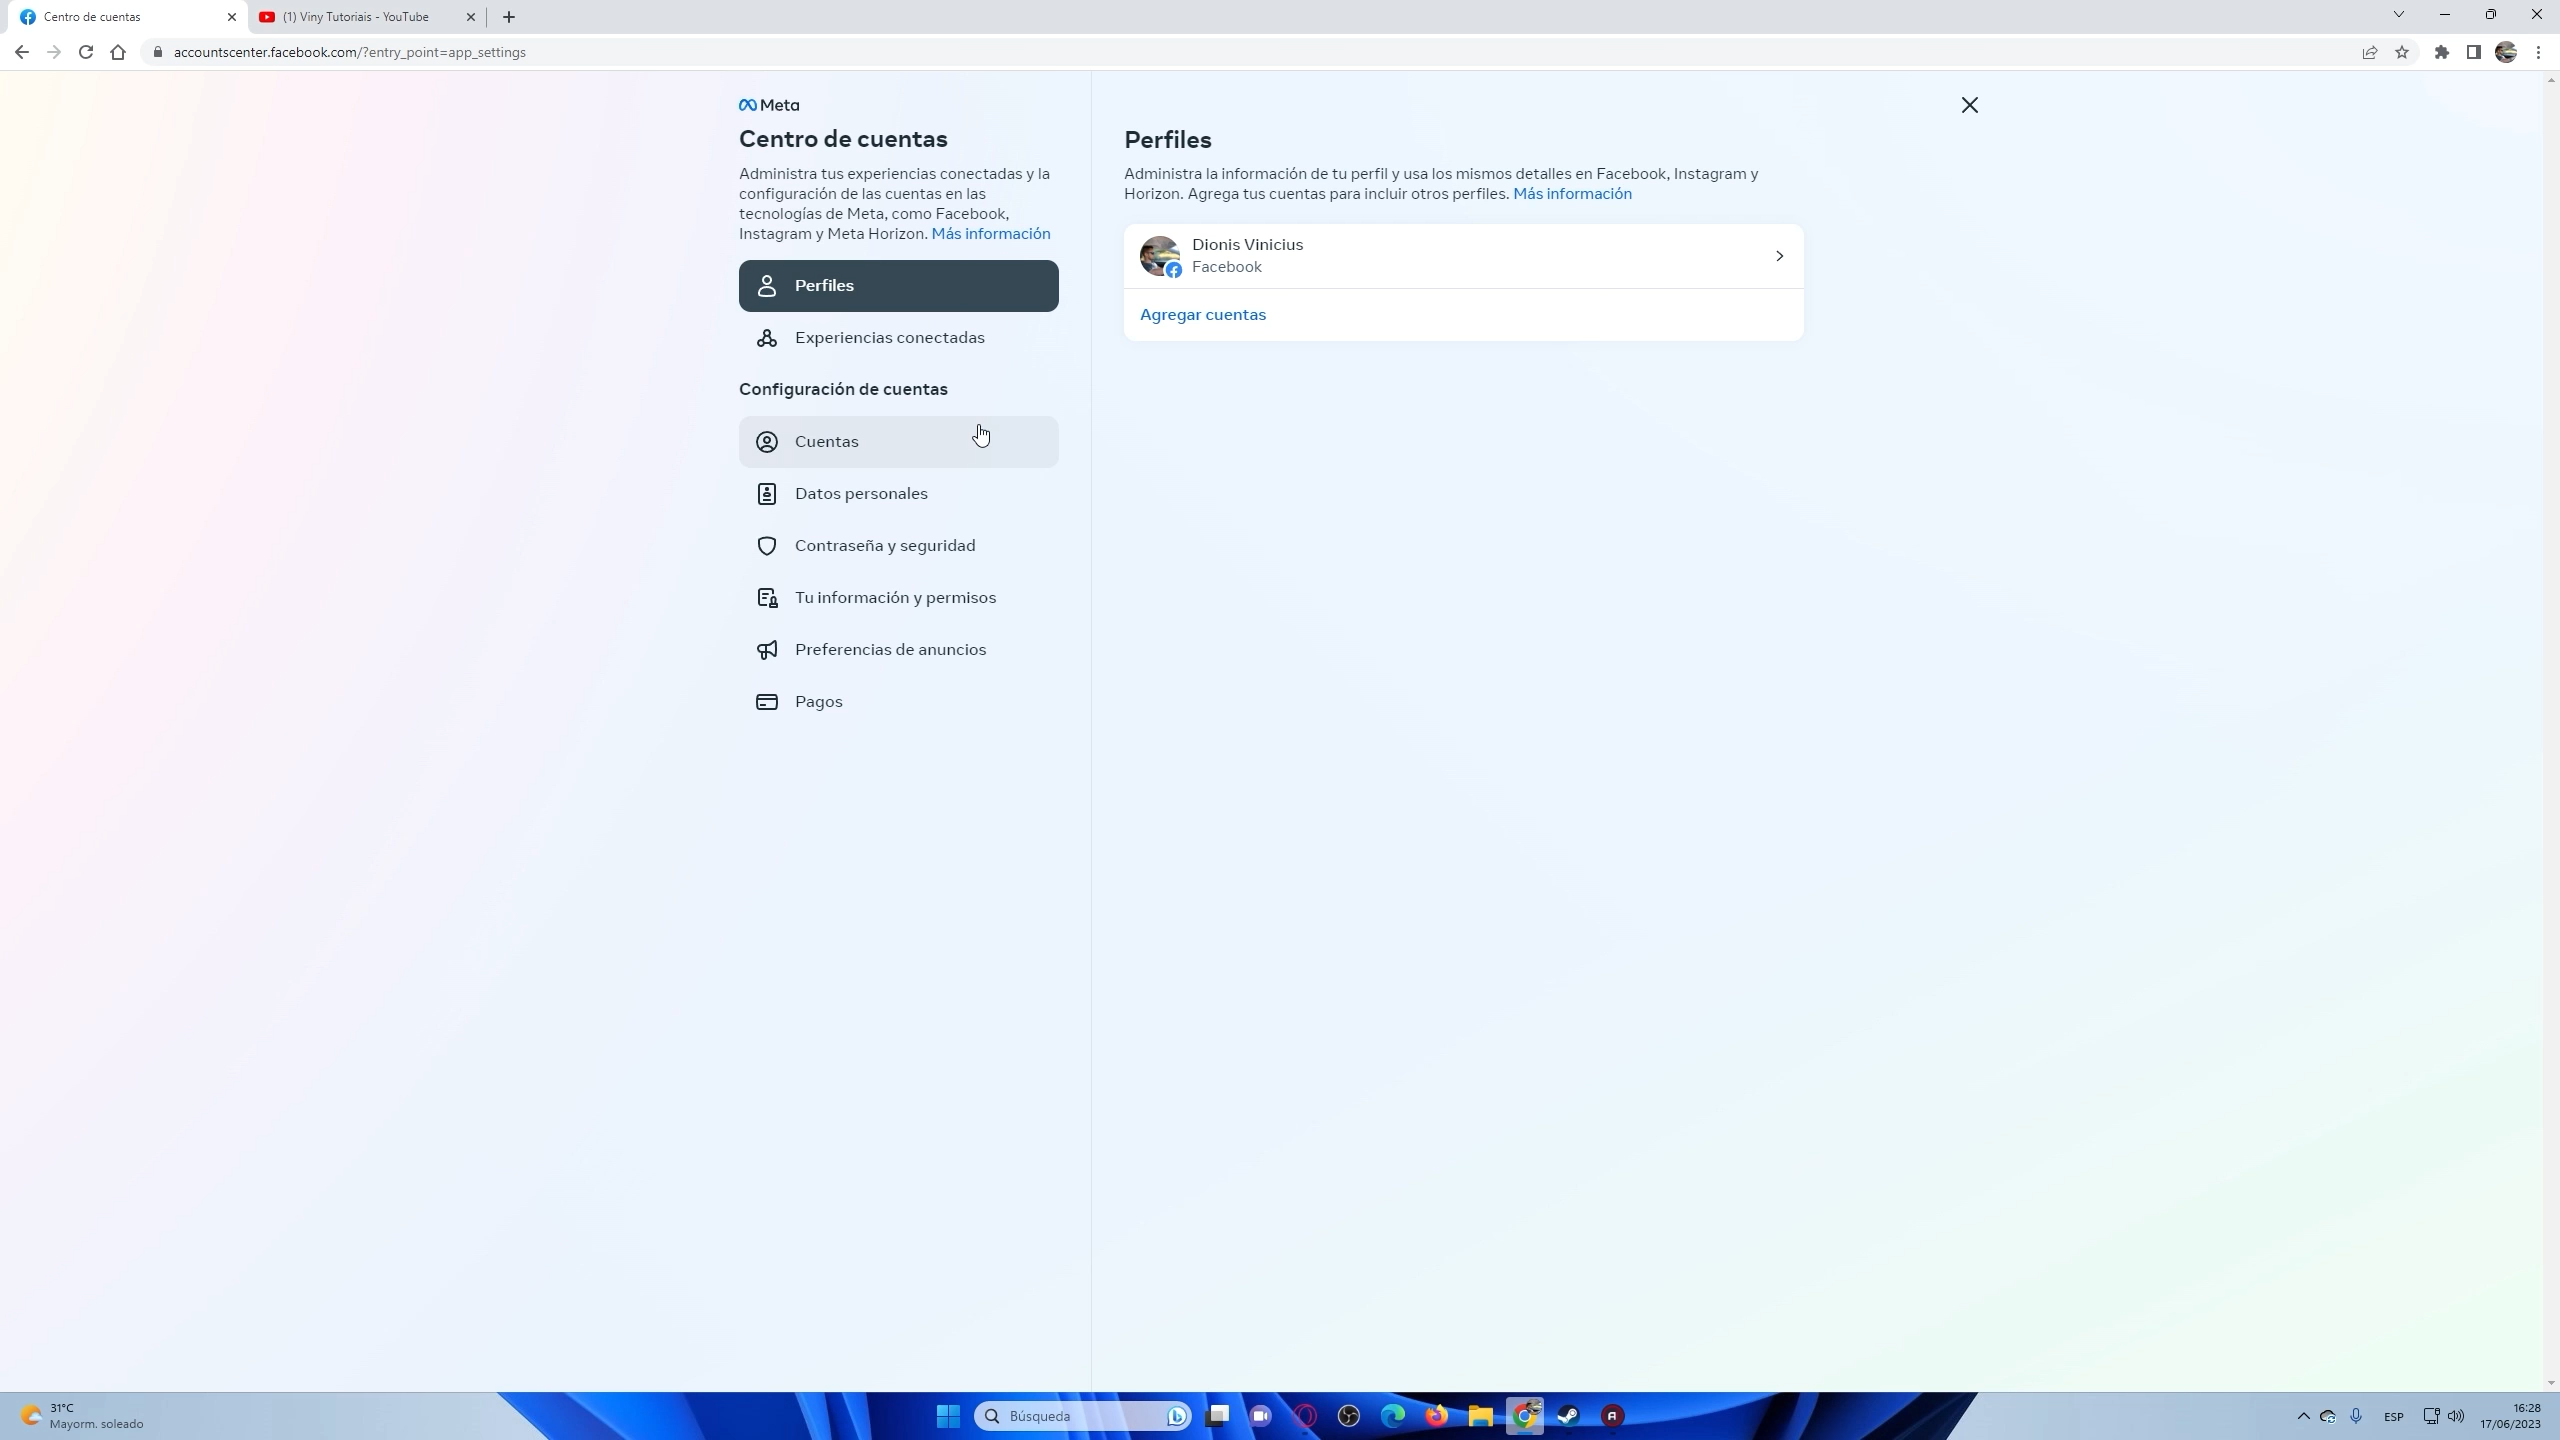 Centro de cuentas
(1) Viny Tutoriais - YouTube
accountscenter.facebook.com/?entry_point=app_settings
Meta
Centro de cuentas
Administra tus experiencias conectadas y la
configuración de las cuentas en las
tecnologías de Meta, como Facebook,
Instagram y Meta Horizon. Más información
Perfiles
Experiencias conectadas
Configuración de cuentas
Cuentas
Datos personales
Contraseña y seguridad
Tu información y permisos
Preferencias de anuncios
Pagos
Perfiles
Administra la información de tu perfil y usa los mismos detalles en Facebook, Instagram y
Horizon. Agrega tus cuentas para incluir otros perfiles. Más información
Dionis Vinicius
Facebook
Agregar cuentas
31°C
Mayorm. soleado
Búsqueda
ESP
16:28
17/06/2023